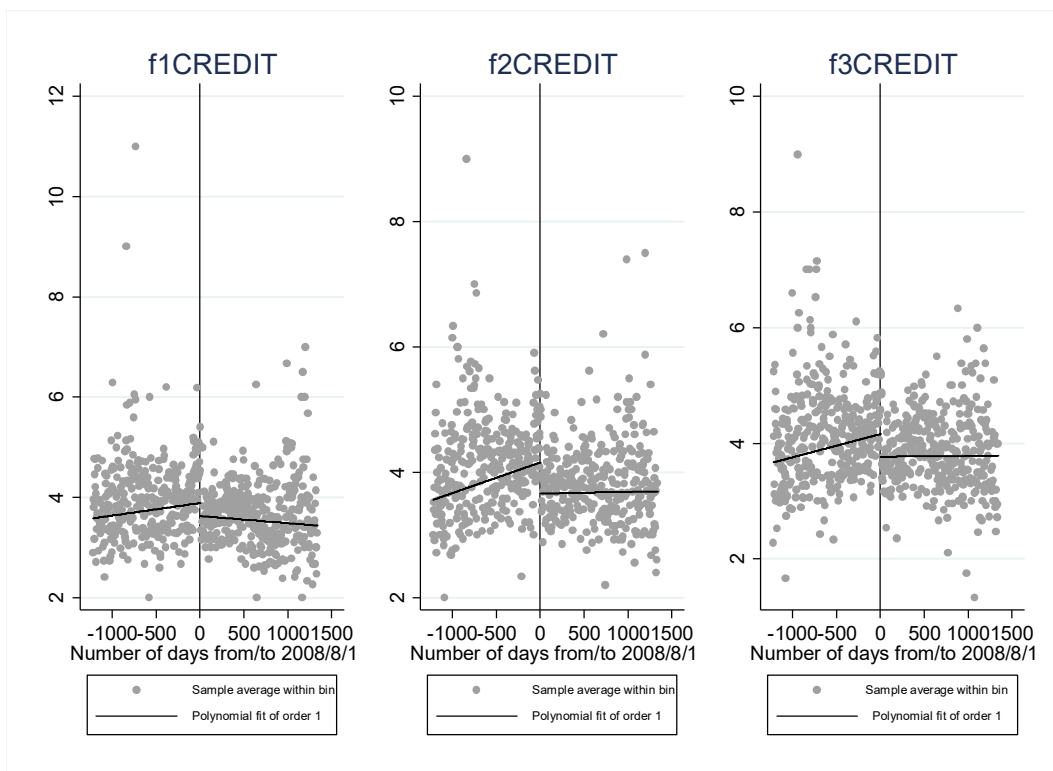 f1CREDIT
12
10
8
6
4
2
-1000-500 0 500 10001500
Number of days from/to 2008/8/1
Sample average within bin
Polynomial fit of order 1
f2CREDIT
10
8
6
4
2
-1000-500 0 500 10001500
Number of days from/to 2008/8/1
Sample average within bin
Polynomial fit of order 1
f3CREDIT
10
8
6
4
2
-1000-500 0 500 10001500
Number of days from/to 2008/8/1
Sample average within bin
Polynomial fit of order 1